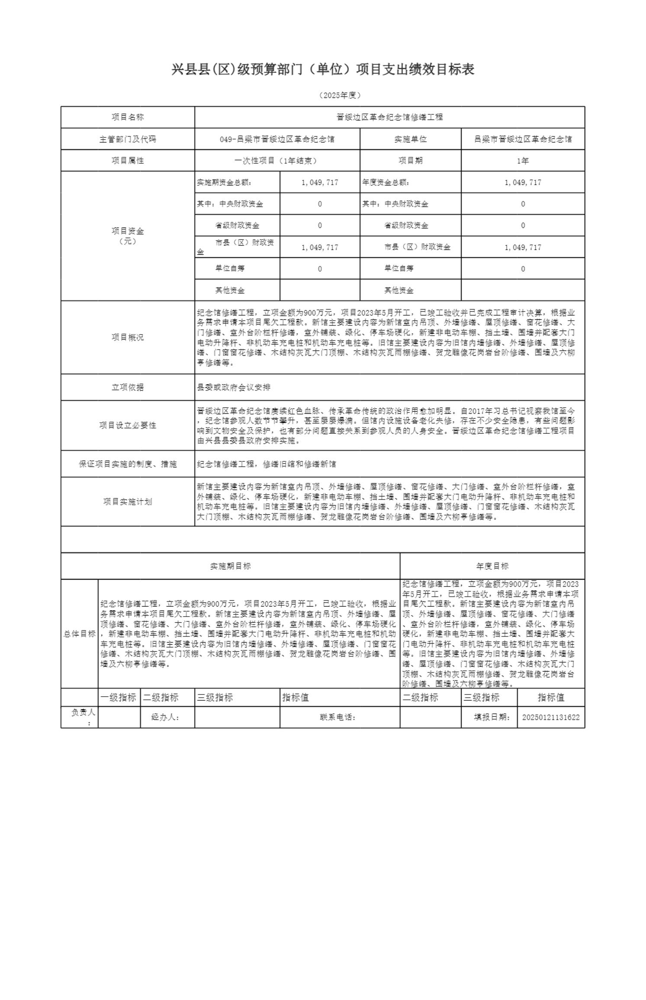 兴县县(区)级预算部门（单位）项目支出绩效目标表
（2025年度）
项目名称
晋绥边区革命纪念馆修缮工程
主管部门及代码
049-吕梁市晋绥边区革命纪念馆
实施单位
吕梁市晋绥边区革命纪念馆
项目属性
一次性项目（1年结束）
项目期
1年
项目资金
（元）
实施期资金总额：
1,049,717
年度资金总额：
1,049,717
其中：中央财政资金
0
其中：中央财政资金
0
省级财政资金
0
省级财政资金
0
市县（区）财政资
金
1,049,717
市县（区）财政资金
1,049,717
单位自筹
0
单位自筹
0
其他资金
其他资金
项目概况
纪念馆修缮工程，立项金额为900万元，项目2023年5月开工，已竣工验收并已完成工程审计决算，根据业
务需求申请本项目尾欠工程款。新馆主要建设内容为新馆室内吊顶、外墙修缮、屋顶修缮、窗花修缮、大
门修缮、室外台阶栏杆修缮，室外铺装、绿化、停车场硬化，新建非电动车棚、挡土墙、围墙并配套大门
电动升降杆、非机动车充电桩和机动车充电桩等。旧馆主要建设内容为旧馆内墙修缮、外墙修缮、屋顶修
缮、门窗窗花修缮、木结构灰瓦大门顶棚、木结构灰瓦雨棚修缮、贺龙雕像花岗岩台阶修缮、围墙及六柳
亭修缮等。
立项依据
县委或政府会议安排
项目设立必要性
晋绥边区革命纪念馆赓续红色血脉、传承革命传统的政治作用愈加明显。自2017年习总书记视察我馆至今
，纪念馆参观人数节节攀升，甚至屡屡爆满。但馆内设施设备老化失修，存在不少安全隐患，有些问题影
响到文物安全及保护，也有部分问题直接关系到参观人员的人身安全。晋绥边区革命纪念馆修缮工程项目
由兴县县委县政府安排实施。
保证项目实施的制度、措施
纪念馆修缮工程，修缮旧绾和修缮新馆
项目实施计划
新馆主要建设内容为新馆室内吊顶、外墙修缮、屋顶修缮、窗花修缮、大门修缮、室外台阶栏杆修缮，室
外铺装、绿化、停车场硬化，新建非电动车棚、挡土墙、围墙并配套大门电动升降杆、非机动车充电桩和
机动车充电桩等。旧馆主要建设内容为旧馆内墙修缮、外墙修缮、屋顶修缮、门窗窗花修缮、木结构灰瓦
大门顶棚、木结构灰瓦雨棚修缮、贺龙雕像花岗岩台阶修缮、围墙及六柳亭修缮等。
实施期目标
年度目标
总体目标
纪念馆修缮工程，立项金额为900万元，项目2023年5月开工，已竣工验收，根据业
务需求申请本项目尾欠工程款。新馆主要建设内容为新馆室内吊顶、外墙修缮、屋
顶修缮、窗花修缮、大门修缮、室外台阶栏杆修缮，室外铺装、绿化、停车场硬化
，新建非电动车棚、挡土墙、围墙并配套大门电动升降杆、非机动车充电桩和机动
车充电桩等。旧馆主要建设内容为旧馆内墙修缮、外墙修缮、屋顶修缮、门窗窗花
修缮、木结构灰瓦大门顶棚、木结构灰瓦雨棚修缮、贺龙雕像花岗岩台阶修缮、围
墙及六柳亭修缮等。
纪念馆修缮工程，立项金额为900万元，项目2023
年5月开工，已竣工验收，根据业务需求申请本项
目尾欠工程款。新馆主要建设内容为新馆室内吊
顶、外墙修缮、屋顶修缮、窗花修缮、大门修缮
、室外台阶栏杆修缮，室外铺装、绿化、停车场
硬化，新建非电动车棚、挡土墙、围墙并配套大
门电动升降杆、非机动车充电桩和机动车充电桩
等。旧馆主要建设内容为旧馆内墙修缮、外墙修
缮、屋顶修缮、门窗窗花修缮、木结构灰瓦大门
顶棚、木结构灰瓦雨棚修缮、贺龙雕像花岗岩台
阶修缮、围墙及六柳亭修缮等。
一级指标
二级指标
三级指标
指标值
二级指标
三级指标
指标值
负责人
：
经办人：
联系电话：
填报日期：
20250121131622